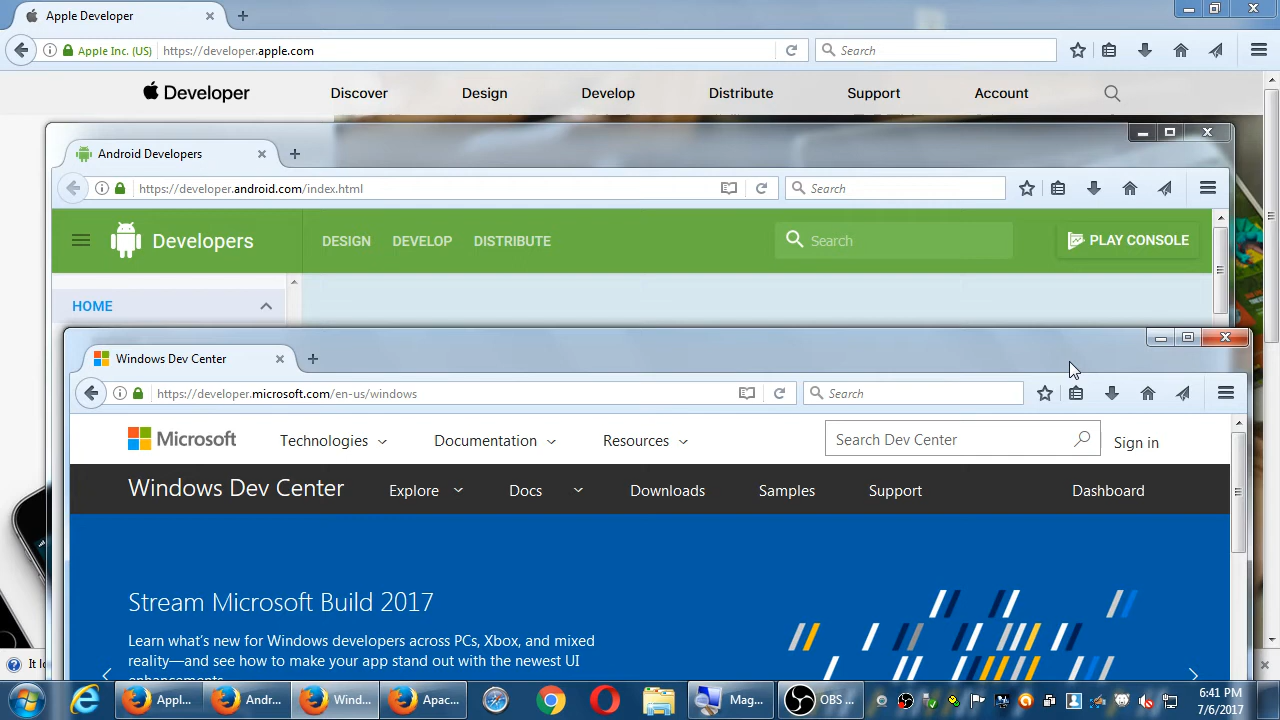 Apple Developer
Apple Inc. (US) https://developer.apple.com Search
Developer Discover Design Develop Distribute Support Account
Android Developers
https://developer.android.com/index.html Search
Developers DESIGN DEVELOP DISTRIBUTE Search PLAY CONSOLE
HOME
Windows Dev Center
https://developer.microsoft.com/en-us/windows Search
Microsoft Technologies Documentation Resources Search Dev Center Sign in
Windows Dev Center Explore Docs Downloads Samples Support Dashboard
Stream Microsoft Build 2017
Learn what's new for Windows developers across PCs, Xbox, and mixed
reality—and see how to make your app stand out with the newest UI
enhancements.
It lo
Appl... Andr... Wind... Apac... Mag... OBS ... 6:41 PM
7/6/2017